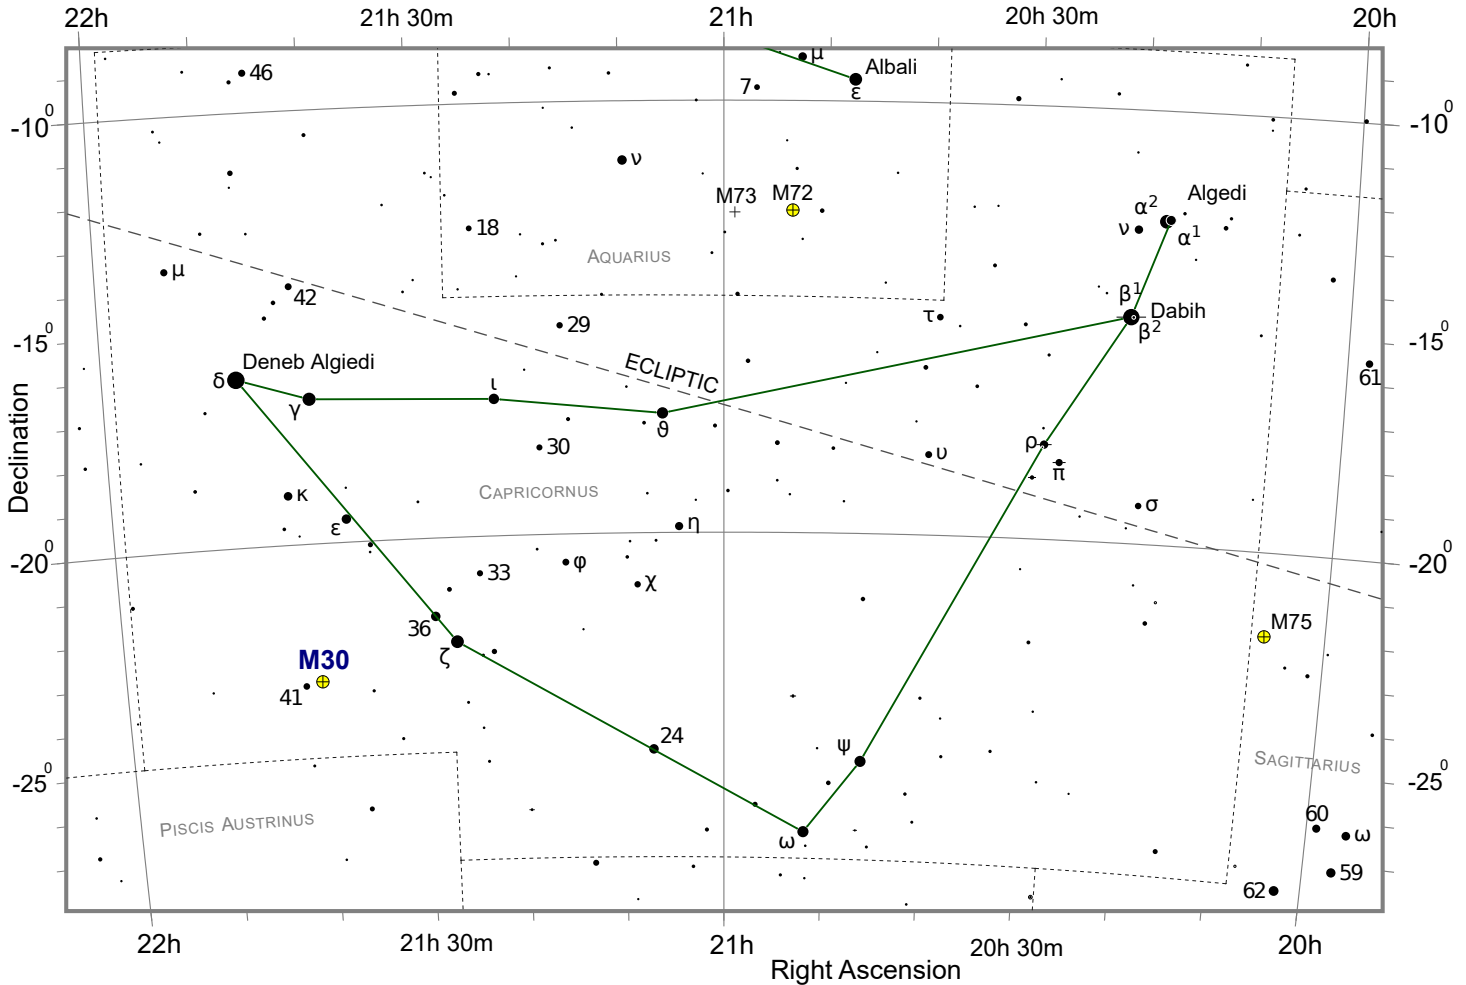 22h
21h 30m
21h
20h 30m
20h
46
μ
Albali
7
ε
-10⁰
-10⁰
ν
M73
M72
Algedi
α²
ν
α¹
18
AQUARIUS
μ
42
β¹
Dabih
β²
29
τ
-15⁰
-15⁰
ECLIPTIC
Deneb Algiedi
δ
γ
ι
ϑ
61
30
ρ
υ
π
CAPRICORNUS
κ
ε
η
σ
-20⁰
-20⁰
33
φ
χ
36
ζ
M75
M30
41
24
ψ
SAGITTARIUS
-25⁰
-25⁰
PISCIS AUSTRINUS
ω
60
ω
59
62
Declination
22h
21h 30m
21h
20h 30m
20h
Right Ascension